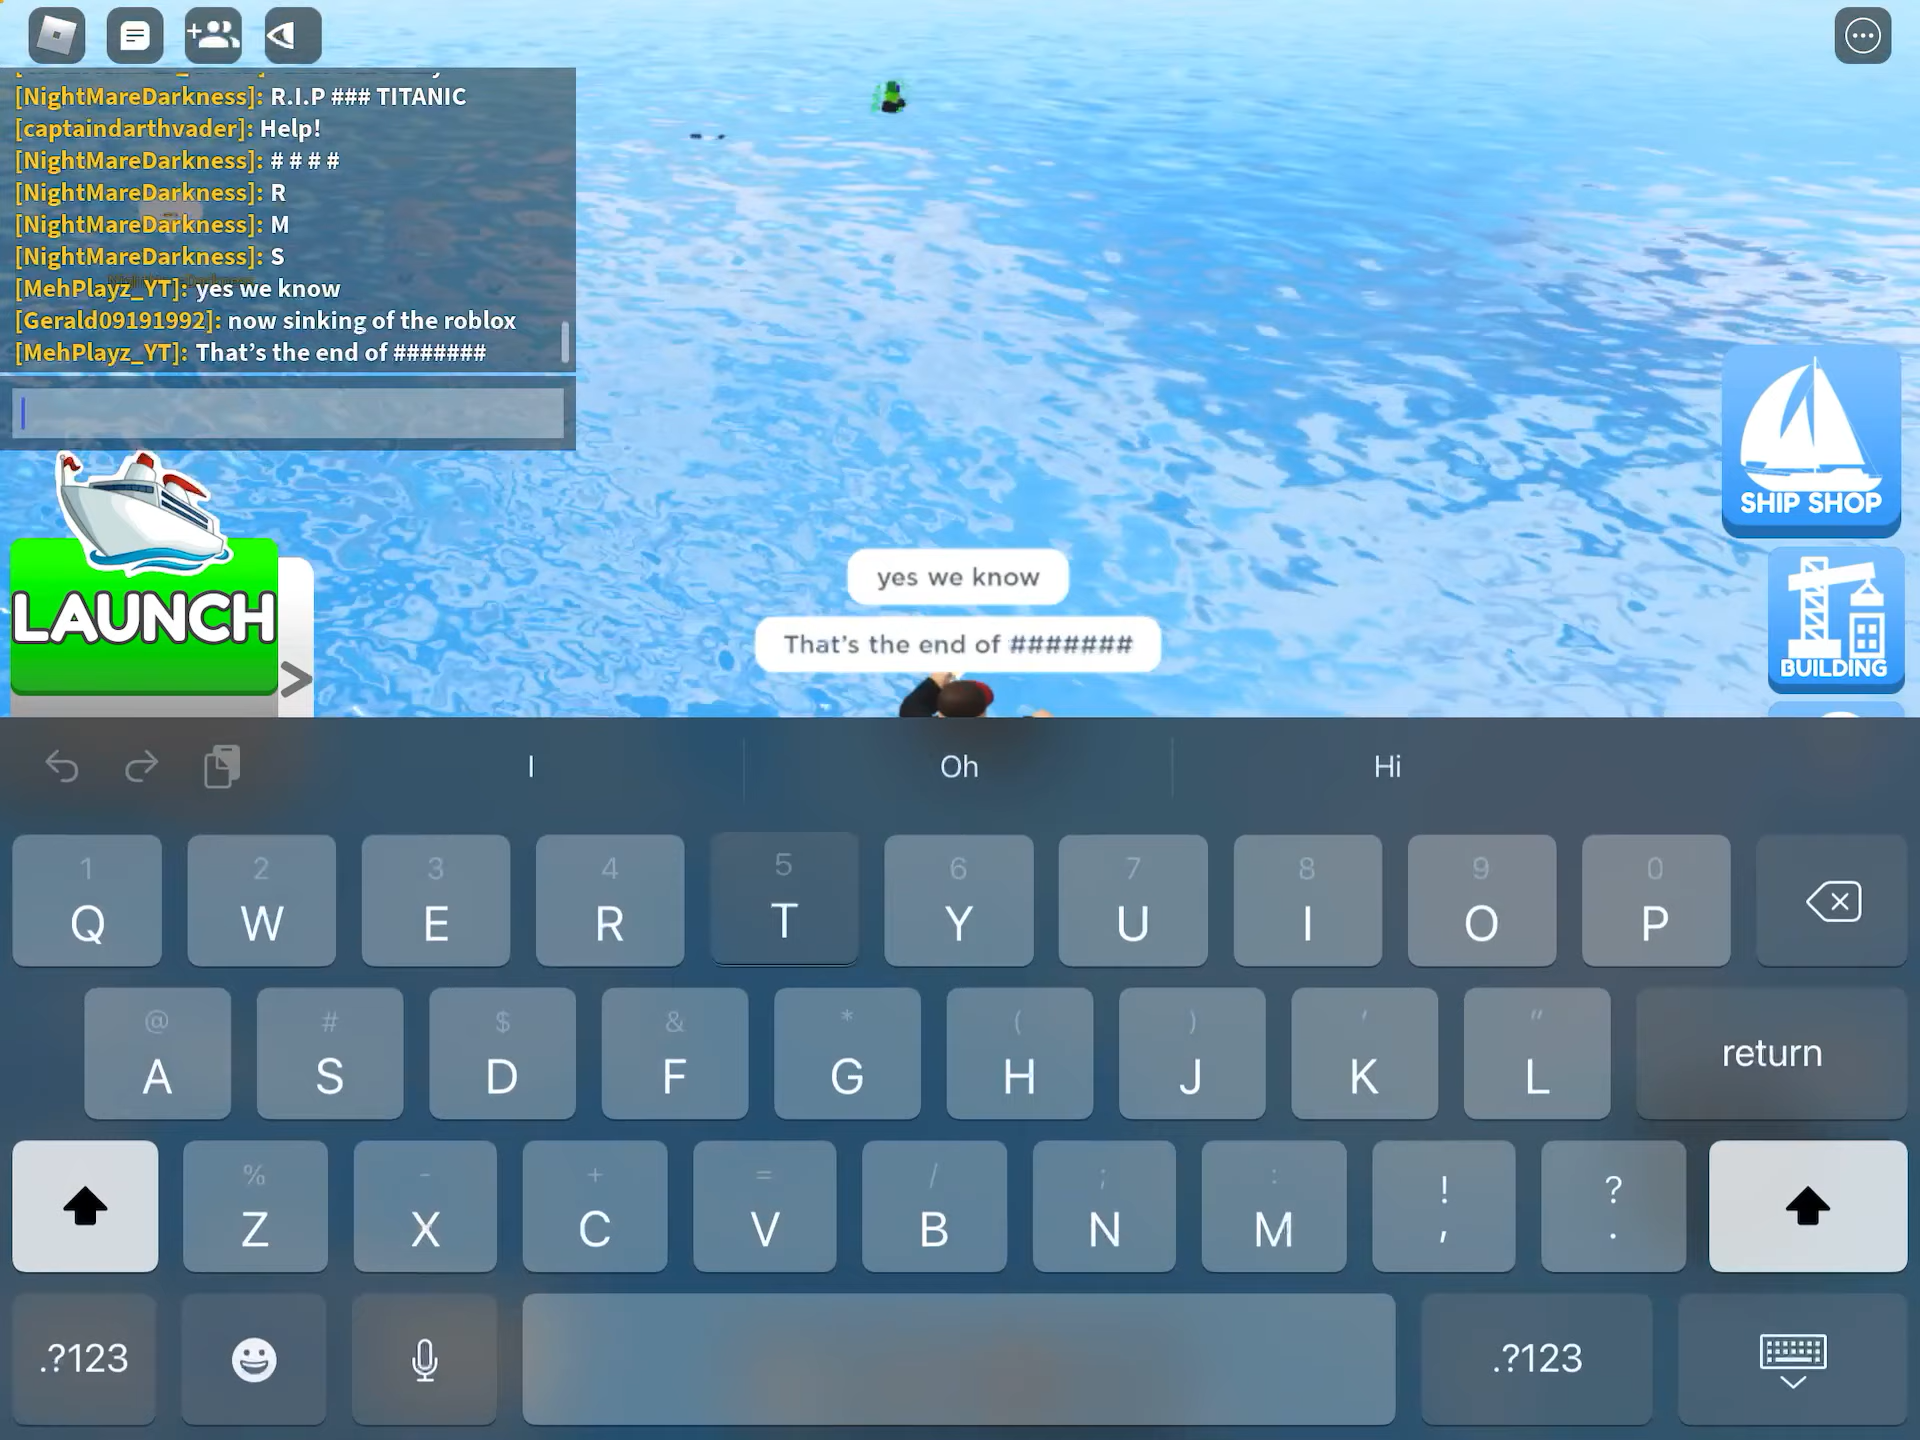 [NightMareDarkness]: R.I.P ### TITANIC
[captaindarthvader]: Help!
[NightMareDarkness]: # # # #
[NightMareDarkness]: R
[NightMareDarkness]: M
[NightMareDarkness]: S
[MehPlayz_YT]: yes we know
[Gerald09191992]: now sinking of the roblox
[MehPlayz_YT]: That's the end of #######
SHIP SHOP
LAUNCH
>
yes we know
That's the end of #######
BUILDING
I Oh Hi
1 2 3 4 5 6 7 8 9 0
Q W E R T Y U I O P
@ # $ & * ( ) ' "
A S D F G H J K L return
% - + = / ; : ! ?
Z X C V B N M , .
.?123 .?123